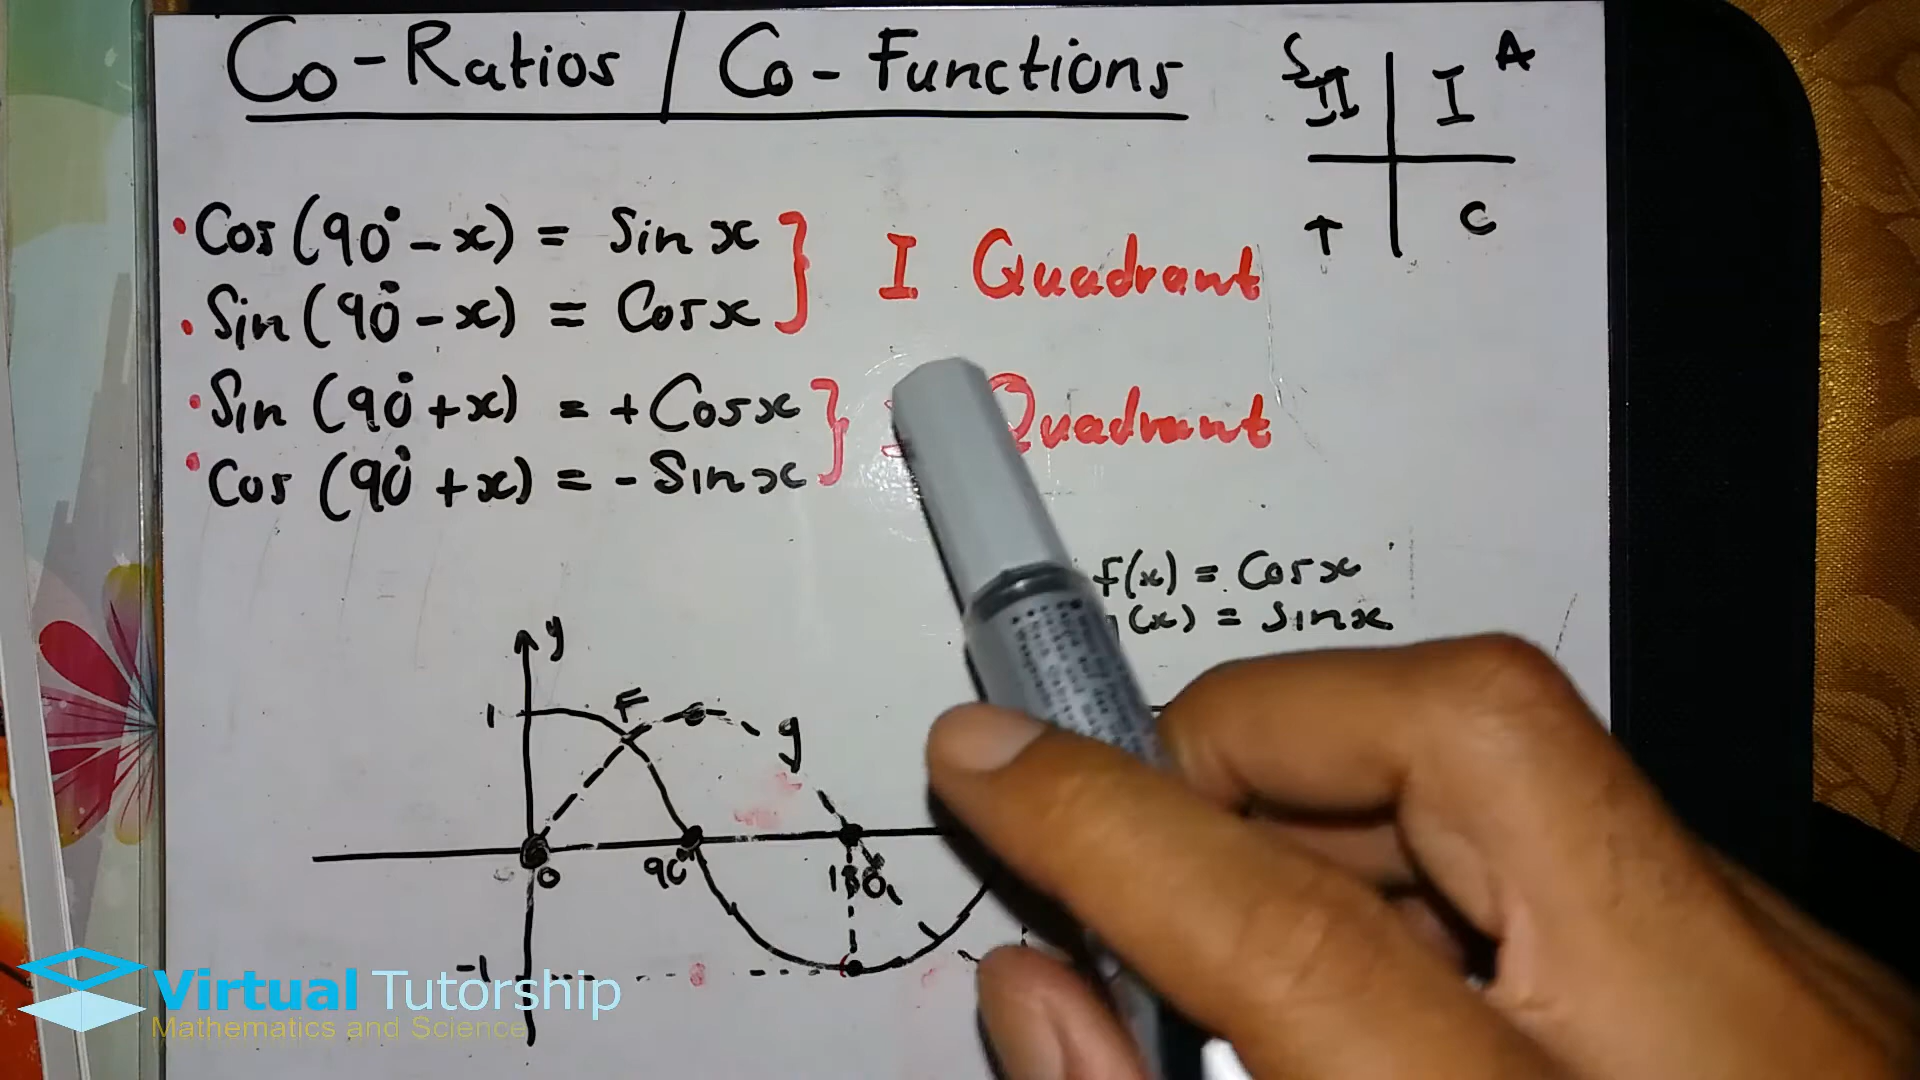 Co-Ratios / Co-Functions
S II I A
T C
• Cos (90° - x) = Sin x } I Quadrant
• Sin (90° - x) = Cos x
• Sin (90° + x) = + Cos x } Quadrant
• Cos (90° + x) = - Sin x
f(x) = Cos x
(x) = Sin x
y
1 f g
0 90° 180
-1
Virtual Tutorship
Mathematics and Science